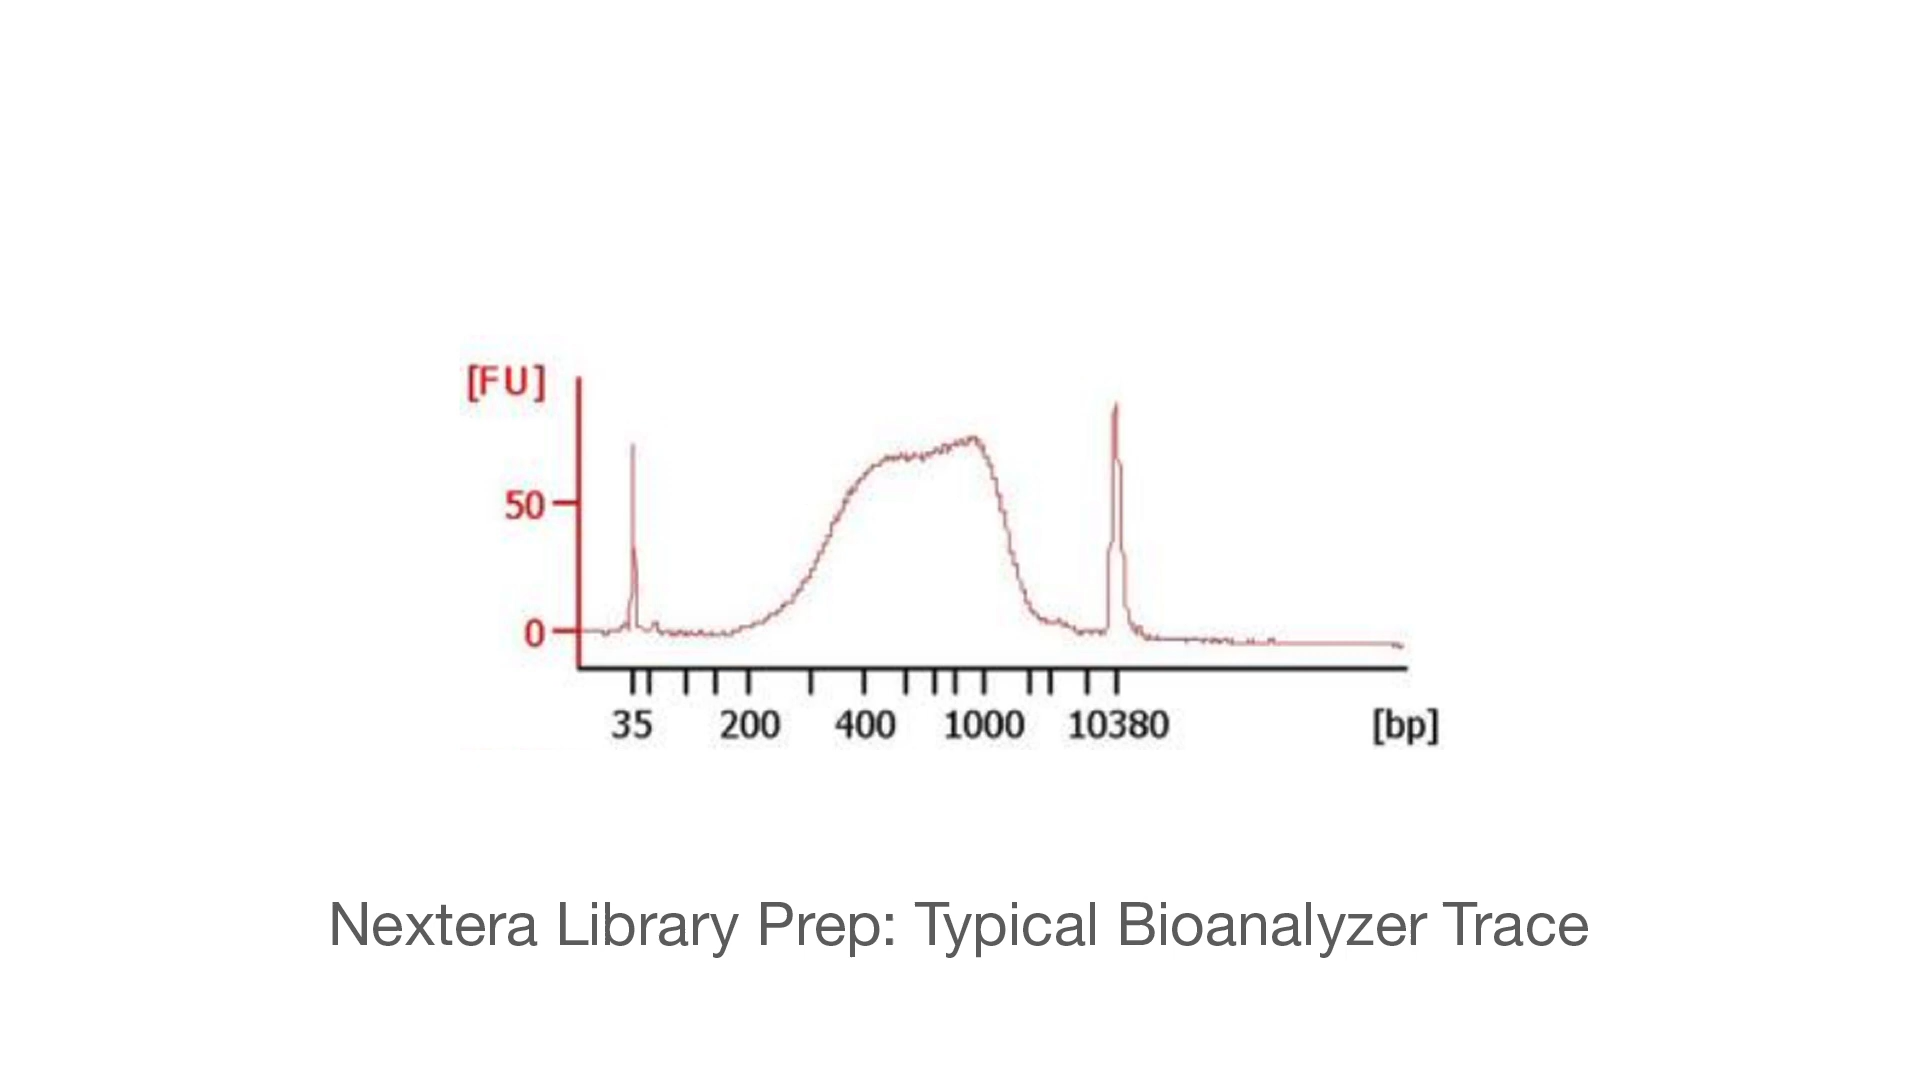 [FU]
50
0
35 200 400 1000 10380 [bp]
Nextera Library Prep: Typical Bioanalyzer Trace